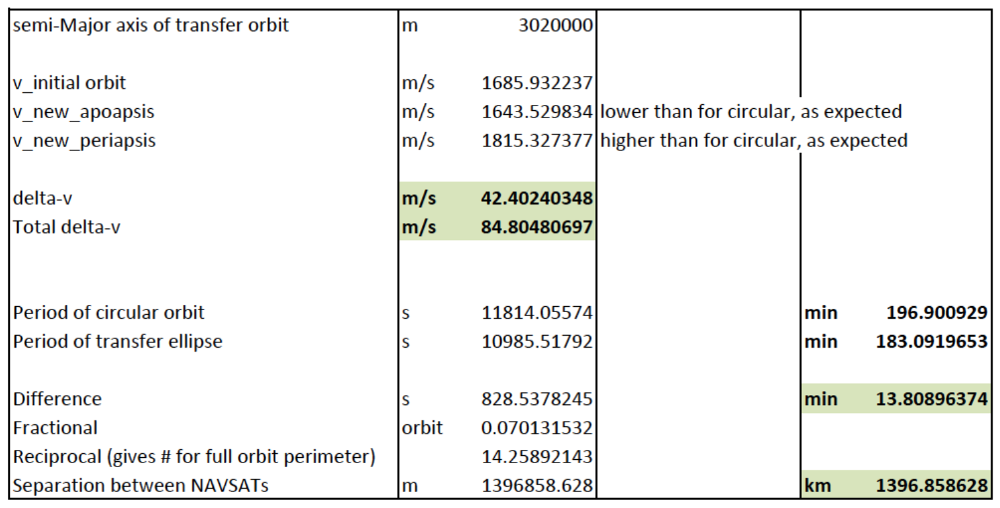 semi-Major axis of transfer orbit m 3020000
v_initial orbit m/s 1685.932237
v_new_apoapsis m/s 1643.529834 lower than for circular, as expected
v_new_periapsis m/s 1815.327377 higher than for circular, as expected
delta-v m/s 42.40240348
Total delta-v m/s 84.80480697
Period of circular orbit s 11814.05574 min 196.900929
Period of transfer ellipse s 10985.51792 min 183.0919653
Difference s 828.5378245 min 13.80896374
Fractional orbit 0.070131532
Reciprocal (gives # for full orbit perimeter) 14.25892143
Separation between NAVSATs m 1396858.628 km 1396.858628